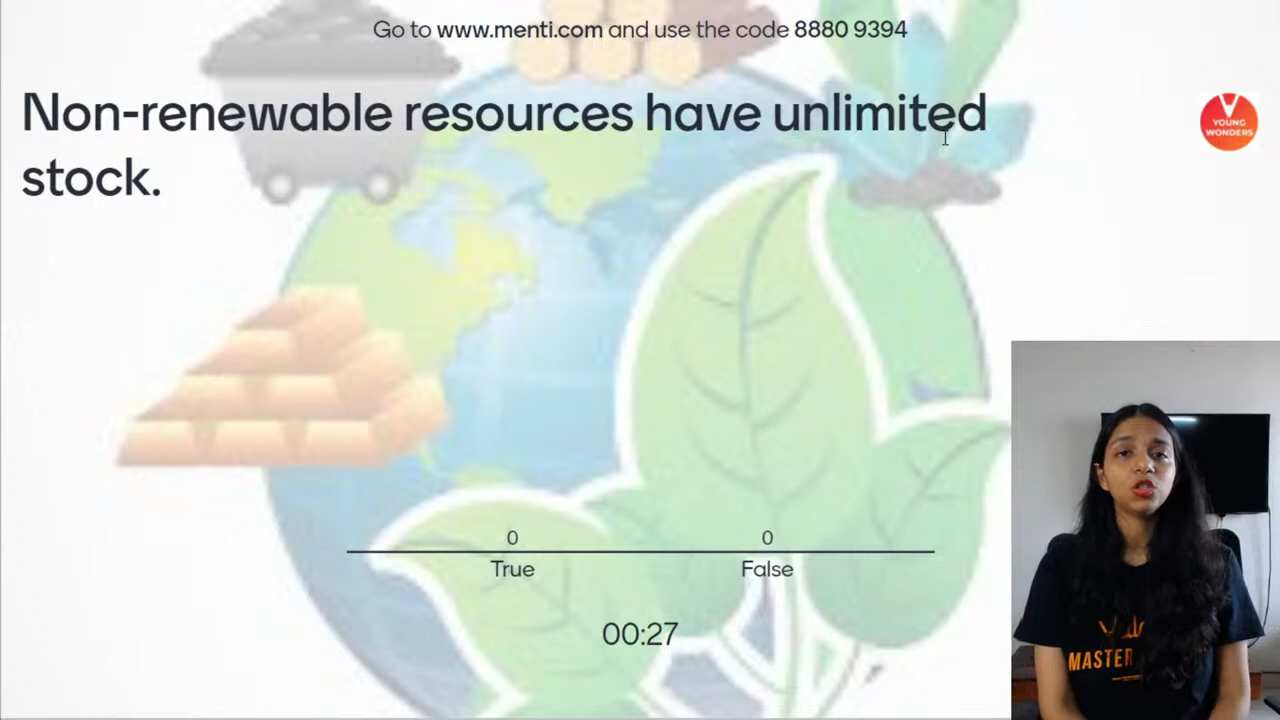 Go to www.menti.com and use the code 8880 9394
Non-renewable resources have unlimited
stock.
YOUNG
WONDERS
0
0
True
False
00:27
MASTER